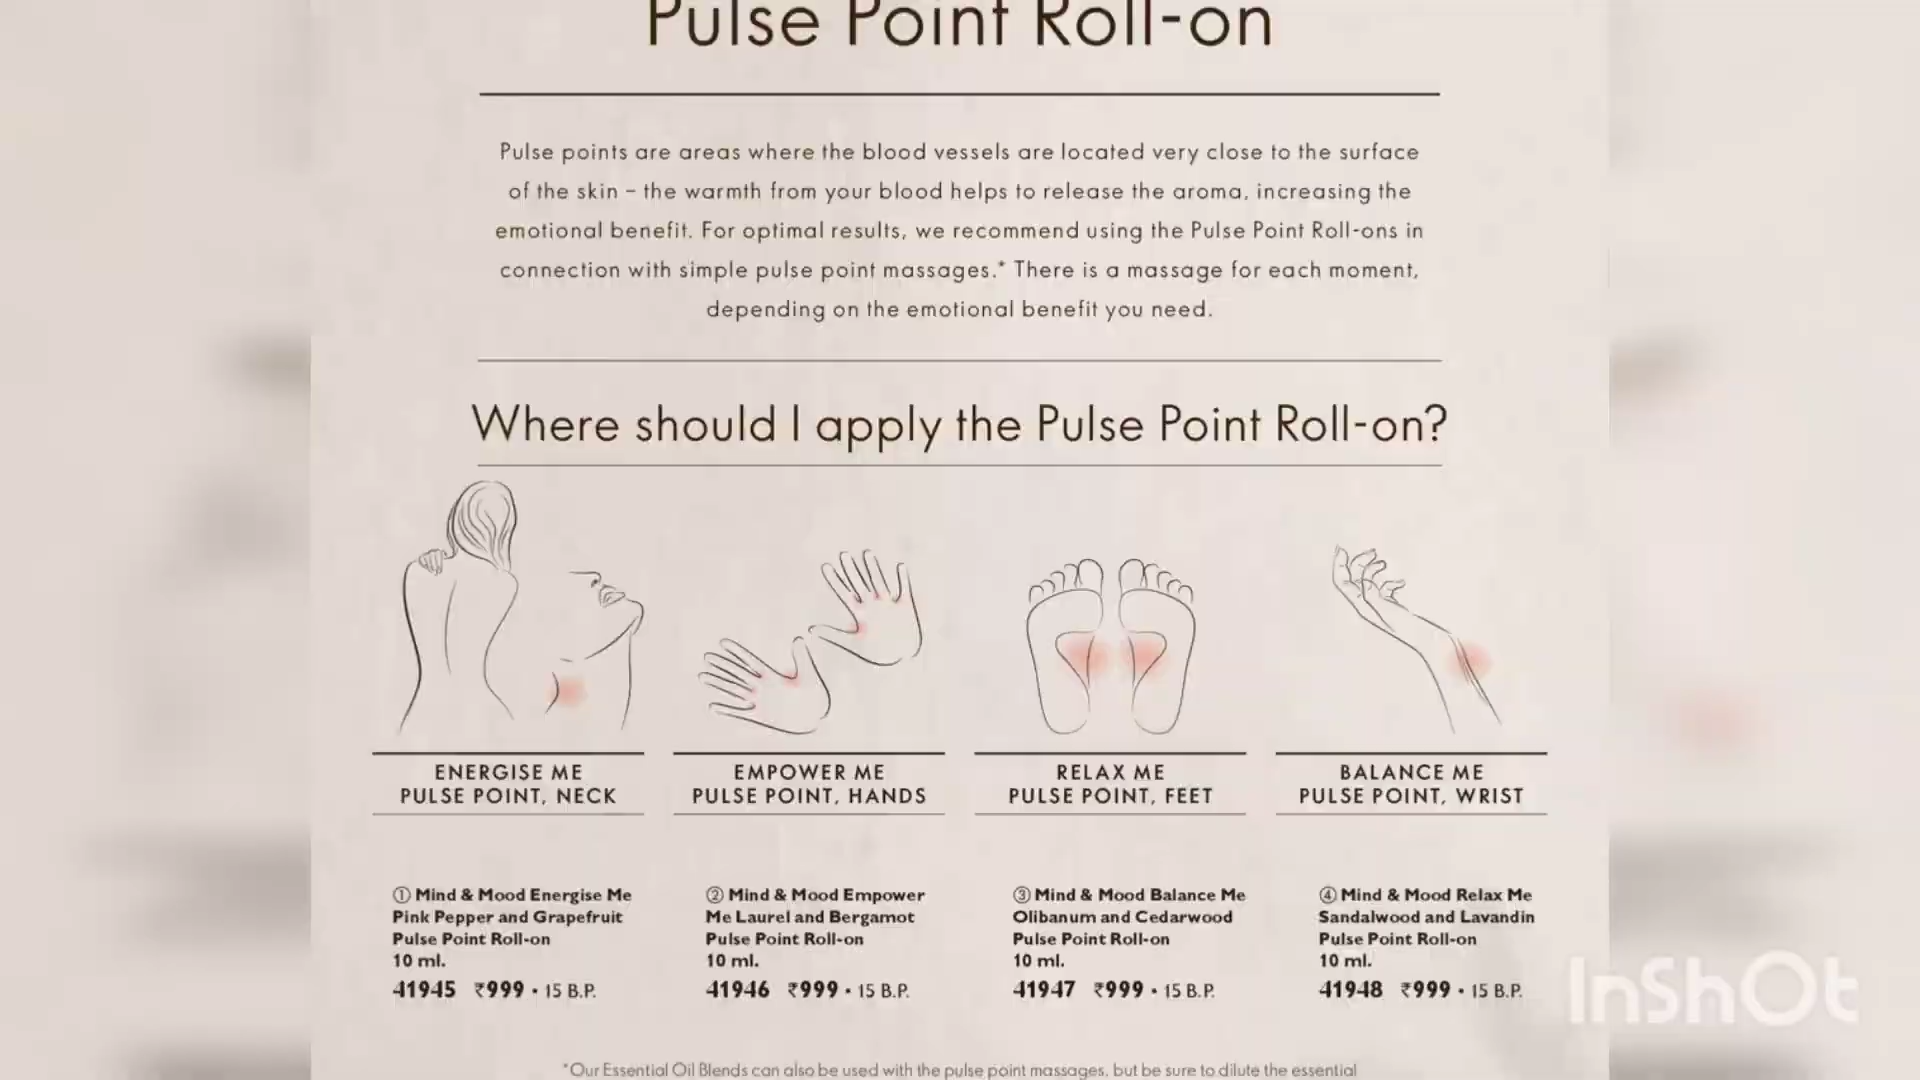 Pulse Point Roll-on
Pulse points are areas where the blood vessels are located very close to the surface
of the skin – the warmth from your blood helps to release the aroma, increasing the
emotional benefit. For optimal results, we recommend using the Pulse Point Roll-ons in
connection with simple pulse point massages.* There is a massage for each moment,
depending on the emotional benefit you need.
Where should I apply the Pulse Point Roll-on?
ENERGISE ME
PULSE POINT, NECK
EMPOWER ME
PULSE POINT, HANDS
RELAX ME
PULSE POINT, FEET
BALANCE ME
PULSE POINT, WRIST
① Mind & Mood Energise Me
Pink Pepper and Grapefruit
Pulse Point Roll-on
10 ml.
41945 ₹999 • 15 B.P.
② Mind & Mood Empower
Me Laurel and Bergamot
Pulse Point Roll-on
10 ml.
41946 ₹999 • 15 B.P.
③ Mind & Mood Balance Me
Olibanum and Cedarwood
Pulse Point Roll-on
10 ml.
41947 ₹999 • 15 B.P.
④ Mind & Mood Relax Me
Sandalwood and Lavandin
Pulse Point Roll-on
10 ml.
41948 ₹999 • 15 B.P.
*Our Essential Oil Blends can also be used with the pulse point massages, but be sure to dilute the essential
InShOt